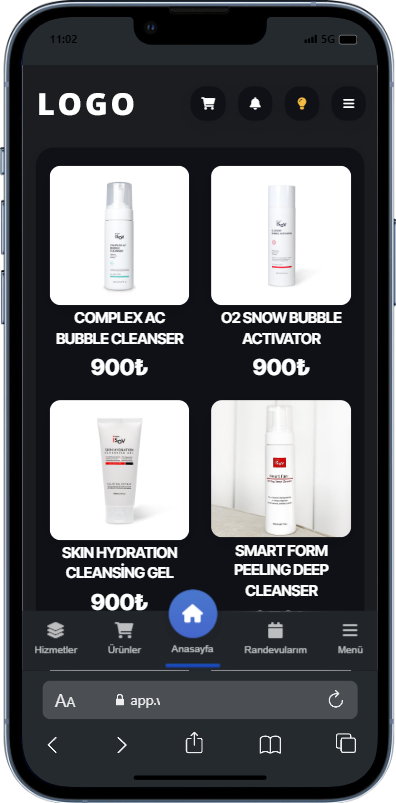 11:02
5G
LOGO
COMPLEX AC
BUBBLE CLEANSER
900₺
O2 SNOW BUBBLE
ACTIVATOR
900₺
SKIN HYDRATION
CLEANSİNG GEL
900₺
SMART FORM
PEELING DEEP
CLEANSER
Hizmetler
Ürünler
Anasayfa
Randevularım
Menü
AA
app.